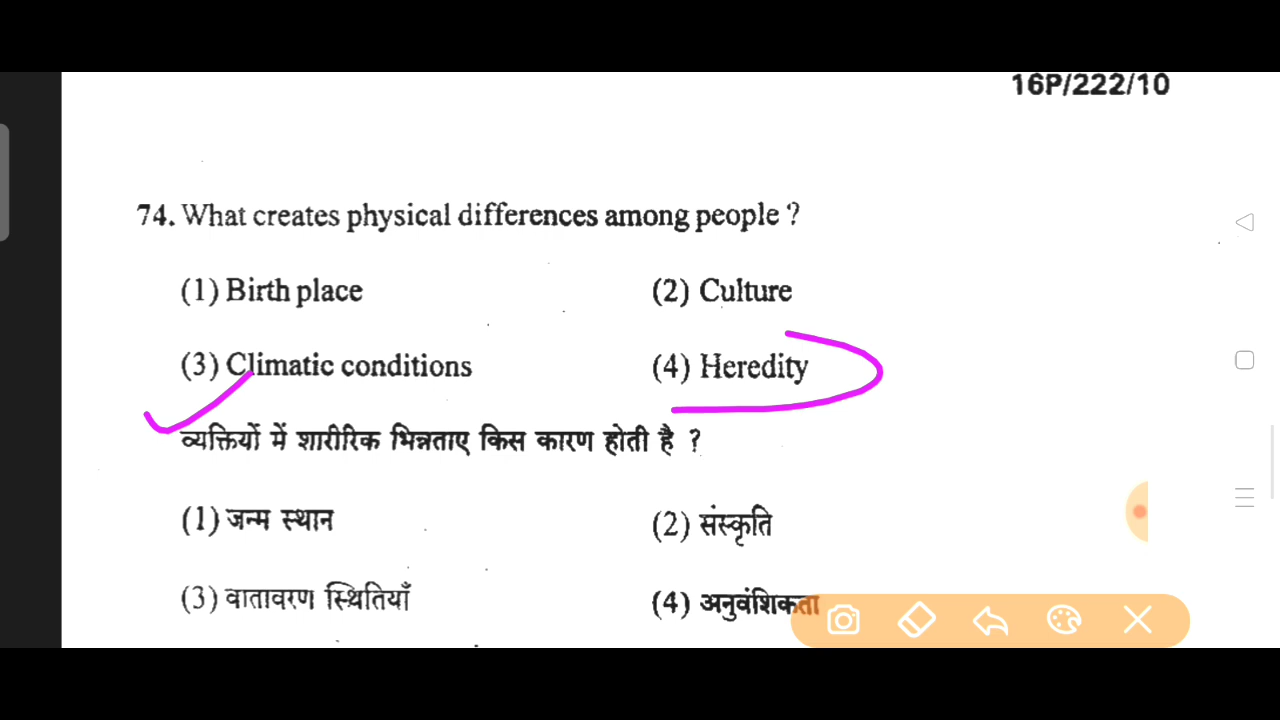 16P/222/10
74. What creates physical differences among people ?
(1) Birth place (2) Culture
(3) Climatic conditions (4) Heredity
व्यक्तियों में शारीरिक भिन्नताए किस कारण होती है ?
(1) जन्म स्थान (2) संस्कृति
(3) वातावरण स्थितियाँ (4) अनुवंशिकता